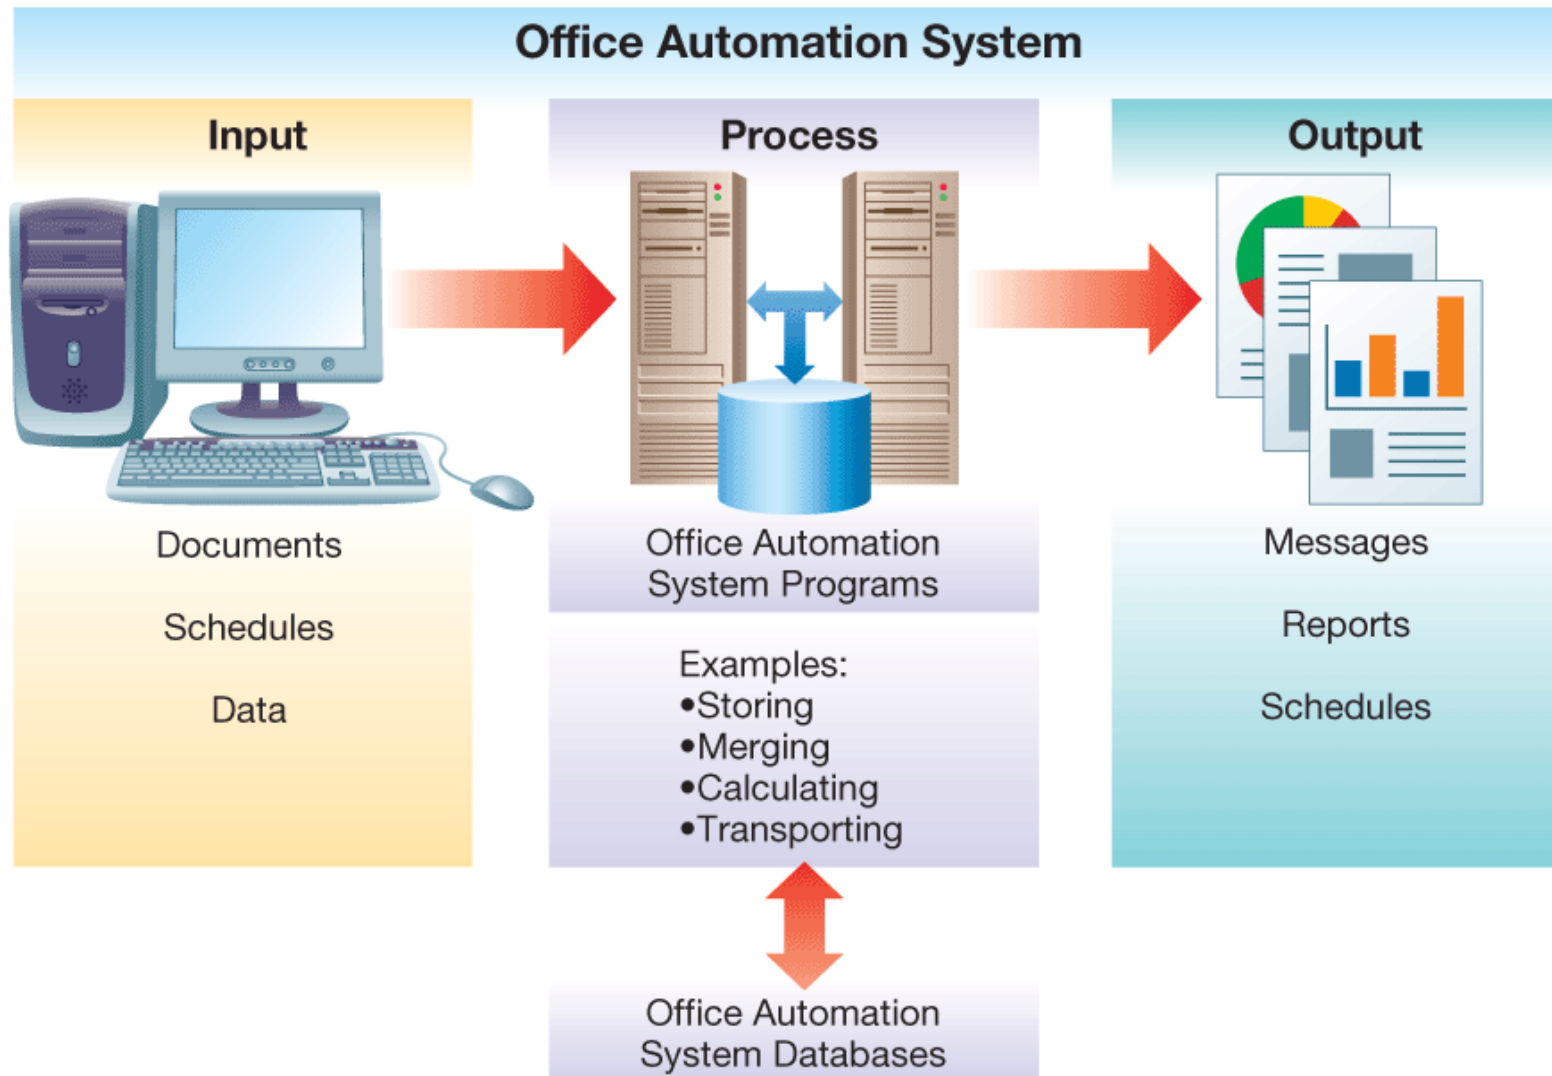 Office Automation System
Input
Documents
Schedules
Data
Process
Office Automation
System Programs
Examples:
•Storing
•Merging
•Calculating
•Transporting
Office Automation
System Databases
Output
Messages
Reports
Schedules